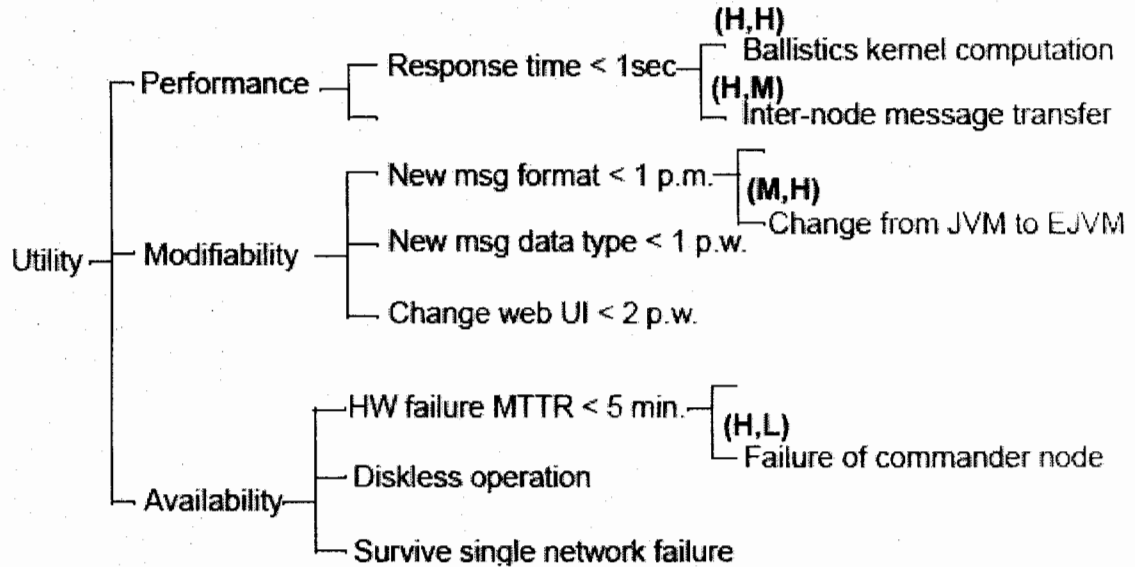 (H,H)
Ballistics kernel computation
Response time < 1sec
Performance
(H,M)
Inter-node message transfer
New msg format < 1 p.m.
(M,H)
Change from JVM to EJVM
New msg data type < 1 p.w.
Utility
Modifiability
Change web UI < 2 p.w.
HW failure MTTR < 5 min.
(H,L)
Failure of commander node
Diskless operation
Availability
Survive single network failure